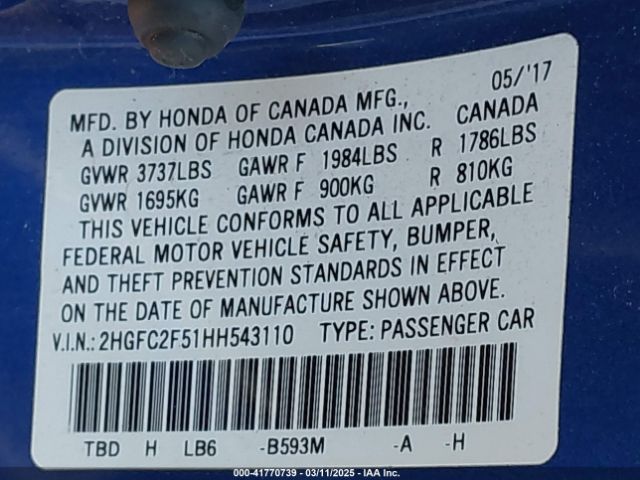 05/'17
MFD. BY HONDA OF CANADA MFG.,
A DIVISION OF HONDA CANADA INC. CANADA
GVWR 3737LBS GAWR F 1984LBS R 1786LBS
GVWR 1695KG GAWR F 900KG R 810KG
THIS VEHICLE CONFORMS TO ALL APPLICABLE
FEDERAL MOTOR VEHICLE SAFETY, BUMPER,
AND THEFT PREVENTION STANDARDS IN EFFECT
ON THE DATE OF MANUFACTURE SHOWN ABOVE.
V.I.N.: 2HGFC2F51HH543110 TYPE: PASSENGER CAR
TBD H LB6 -B593M -A -H
000-41770739 - 03/11/2025 - IAA Inc.